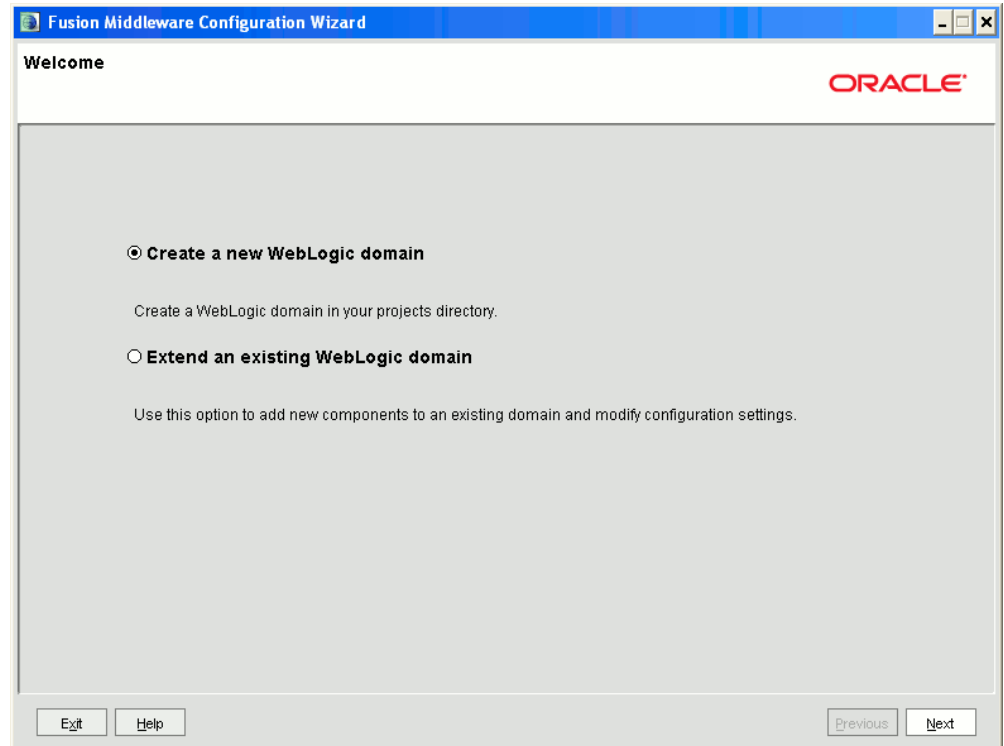 Fusion Middleware Configuration Wizard
Welcome
ORACLE
Create a new WebLogic domain
Create a WebLogic domain in your projects directory.
Extend an existing WebLogic domain
Use this option to add new components to an existing domain and modify configuration settings.
Exit Help Previous Next